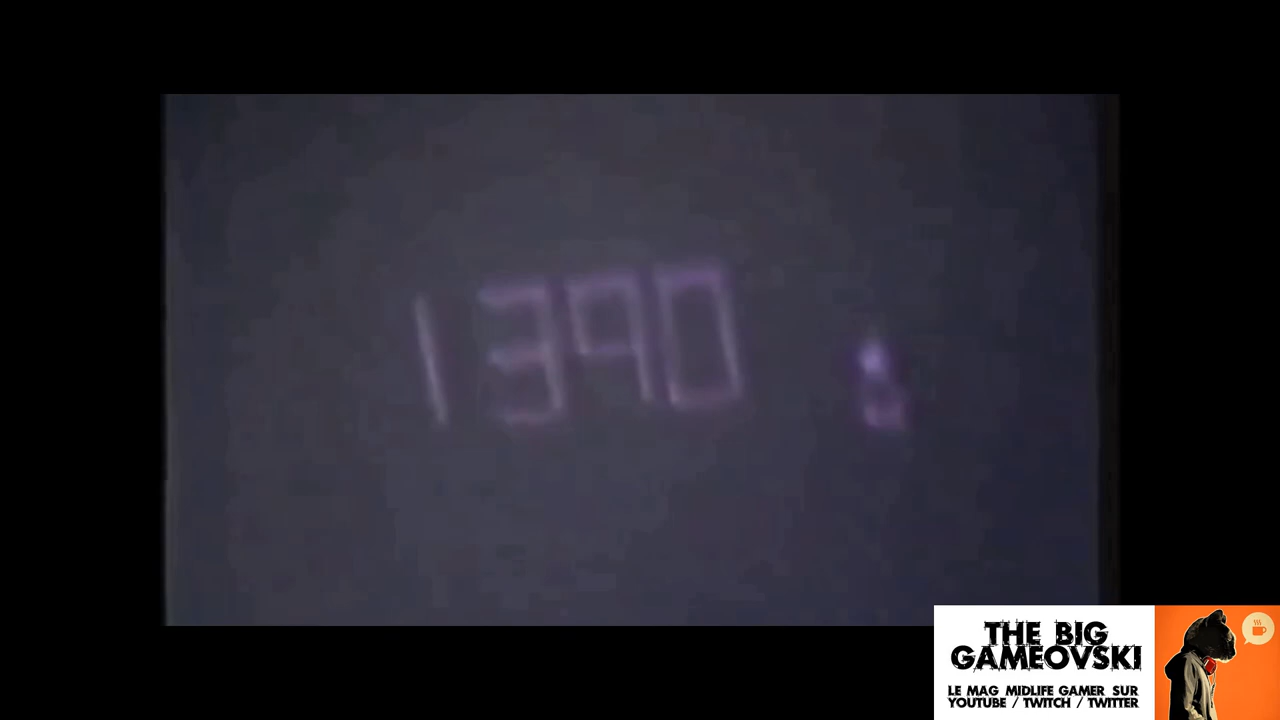 1390
THE BIG
GAMEOVSKI
LE MAG MIDLIFE GAMER SUR
YOUTUBE / TWITCH / TWITTER